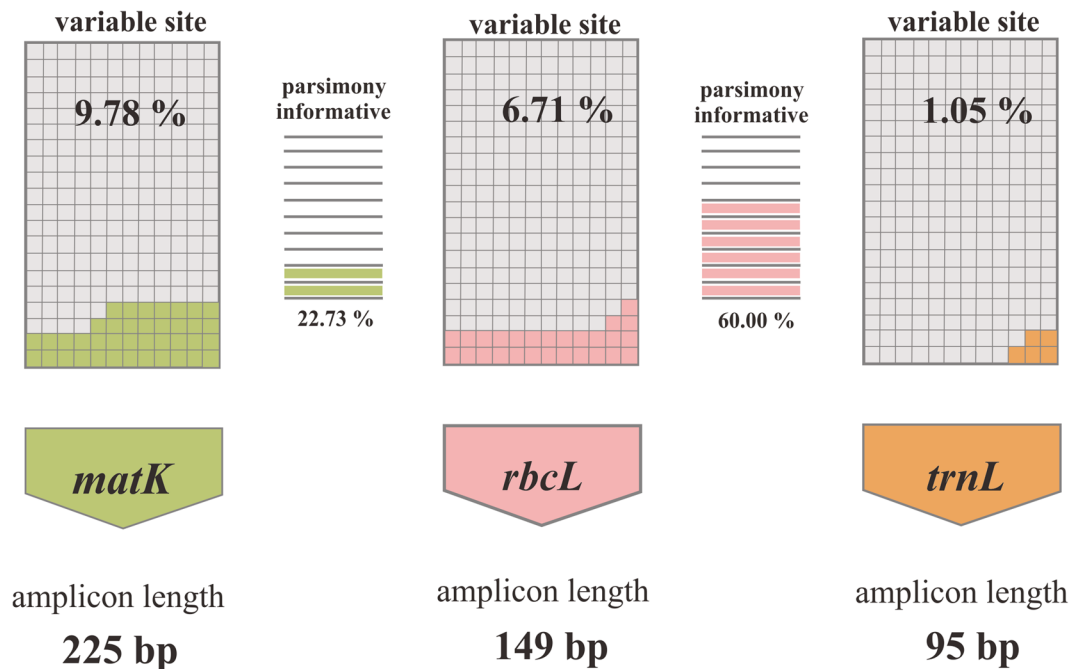 variable site
9.78 %
parsimony
informative
22.73 %
matK
amplicon length
225 bp
variable site
6.71 %
parsimony
informative
60.00 %
rbcL
amplicon length
149 bp
variable site
1.05 %
trnL
amplicon length
95 bp